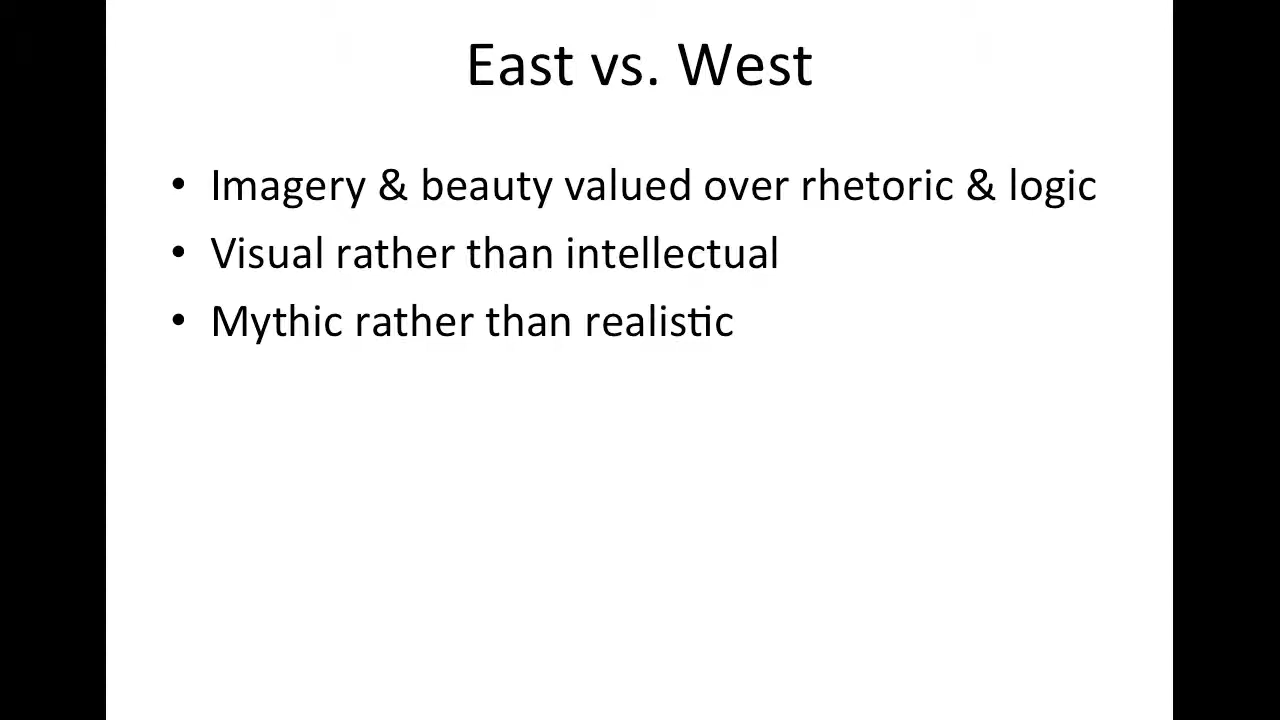 East vs. West
• Imagery & beauty valued over rhetoric & logic
• Visual rather than intellectual
• Mythic rather than realistic